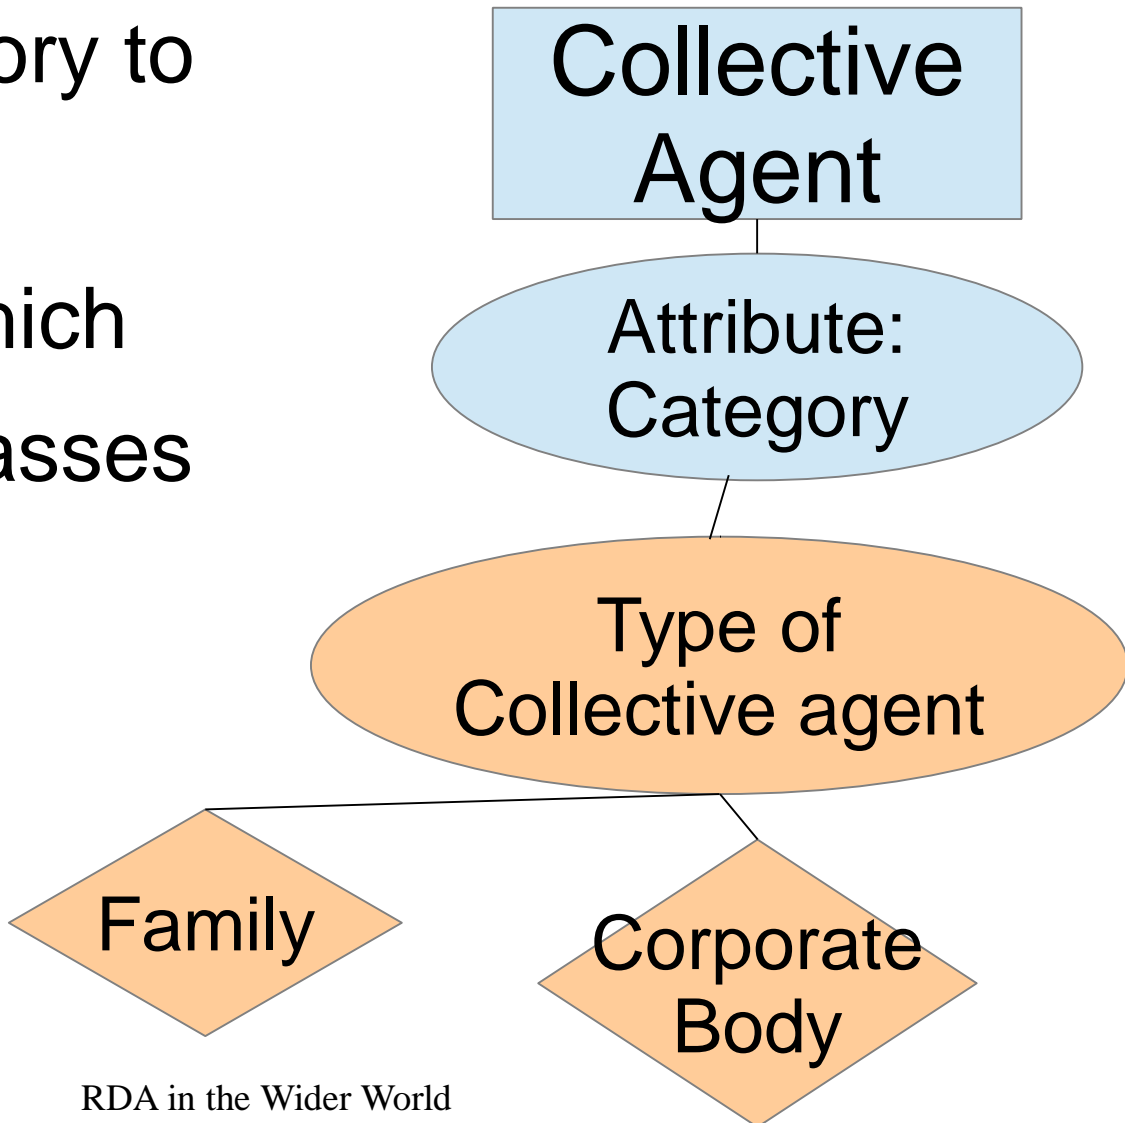 ory to
hich
asses
Collective
Agent
Attribute:
Category
Type of
Collective agent
Family
Corporate
Body
RDA in the Wider World